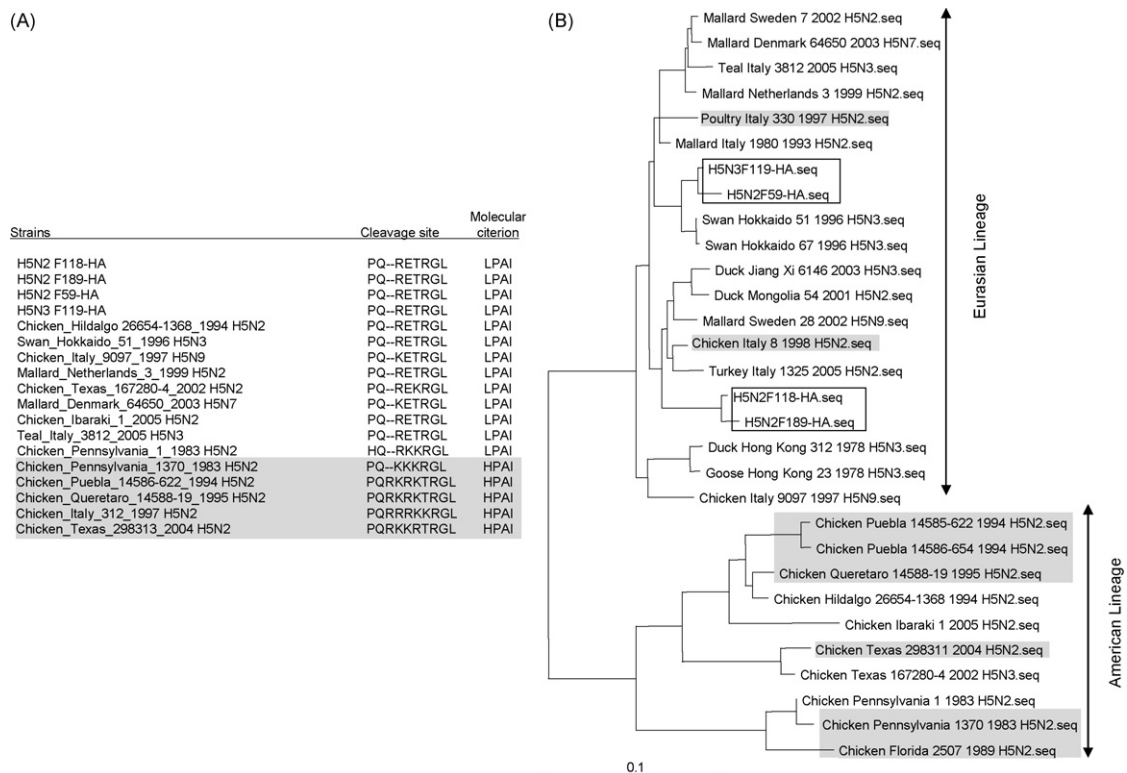 (A)
Strains Cleavage site Molecular citerion
H5N2 F118-HA PQ--RETRGL LPAI
H5N2 F189-HA PQ--RETRGL LPAI
H5N2 F59-HA PQ--RETRGL LPAI
H5N3 F119-HA PQ--RETRGL LPAI
Chicken_Hildalgo 26654-1368_1994 H5N2 PQ--RETRGL LPAI
Swan_Hokkaido_51_1996 H5N3 PQ--RETRGL LPAI
Chicken_Italy_9097_1997 H5N9 PQ--KETRGL LPAI
Mallard_Netherlands_3_1999 H5N2 PQ--RETRGL LPAI
Chicken_Texas_167280-4_2002 H5N2 PQ--REKRGL LPAI
Mallard_Denmark_64650_2003 H5N7 PQ--KETRGL LPAI
Chicken_Ibaraki_1_2005 H5N2 PQ--RETRGL LPAI
Teal_Italy_3812_2005 H5N3 PQ--RETRGL LPAI
Chicken_Pennsylvania_1_1983 H5N2 HQ--RKKRGL LPAI
Chicken_Pennsylvania_1370_1983 H5N2 PQ--KKKRGL HPAI
Chicken_Puebla_14586-622_1994 H5N2 PQRKRKTRGL HPAI
Chicken_Queretaro_14588-19_1995 H5N2 PQRKRKTRGL HPAI
Chicken_Italy_312_1997 H5N2 PQRRRKKRGL HPAI
Chicken_Texas_298313_2004 H5N2 PQRKKRTRGL HPAI
(B)
Mallard Sweden 7 2002 H5N2.seq
Mallard Denmark 64650 2003 H5N7.seq
Teal Italy 3812 2005 H5N3.seq
Mallard Netherlands 3 1999 H5N2.seq
Poultry Italy 330 1997 H5N2.seq
Mallard Italy 1980 1993 H5N2.seq
H5N3F119-HA.seq
H5N2F59-HA.seq
Swan Hokkaido 51 1996 H5N3.seq
Swan Hokkaido 67 1996 H5N3.seq
Duck Jiang Xi 6146 2003 H5N3.seq
Duck Mongolia 54 2001 H5N2.seq
Mallard Sweden 28 2002 H5N9.seq
Chicken Italy 8 1998 H5N2.seq
Turkey Italy 1325 2005 H5N2.seq
H5N2F118-HA.seq
H5N2F189-HA.seq
Duck Hong Kong 312 1978 H5N3.seq
Goose Hong Kong 23 1978 H5N3.seq
Chicken Italy 9097 1997 H5N9.seq
Eurasian Lineage
Chicken Puebla 14585-622 1994 H5N2.seq
Chicken Puebla 14586-654 1994 H5N2.seq
Chicken Queretaro 14588-19 1995 H5N2.seq
Chicken Hildalgo 26654-1368 1994 H5N2.seq
Chicken Ibaraki 1 2005 H5N2.seq
Chicken Texas 298311 2004 H5N2.seq
Chicken Texas 167280-4 2002 H5N3.seq
Chicken Pennsylvania 1 1983 H5N2.seq
Chicken Pennsylvania 1370 1983 H5N2.seq
Chicken Florida 2507 1989 H5N2.seq
American Lineage
0.1